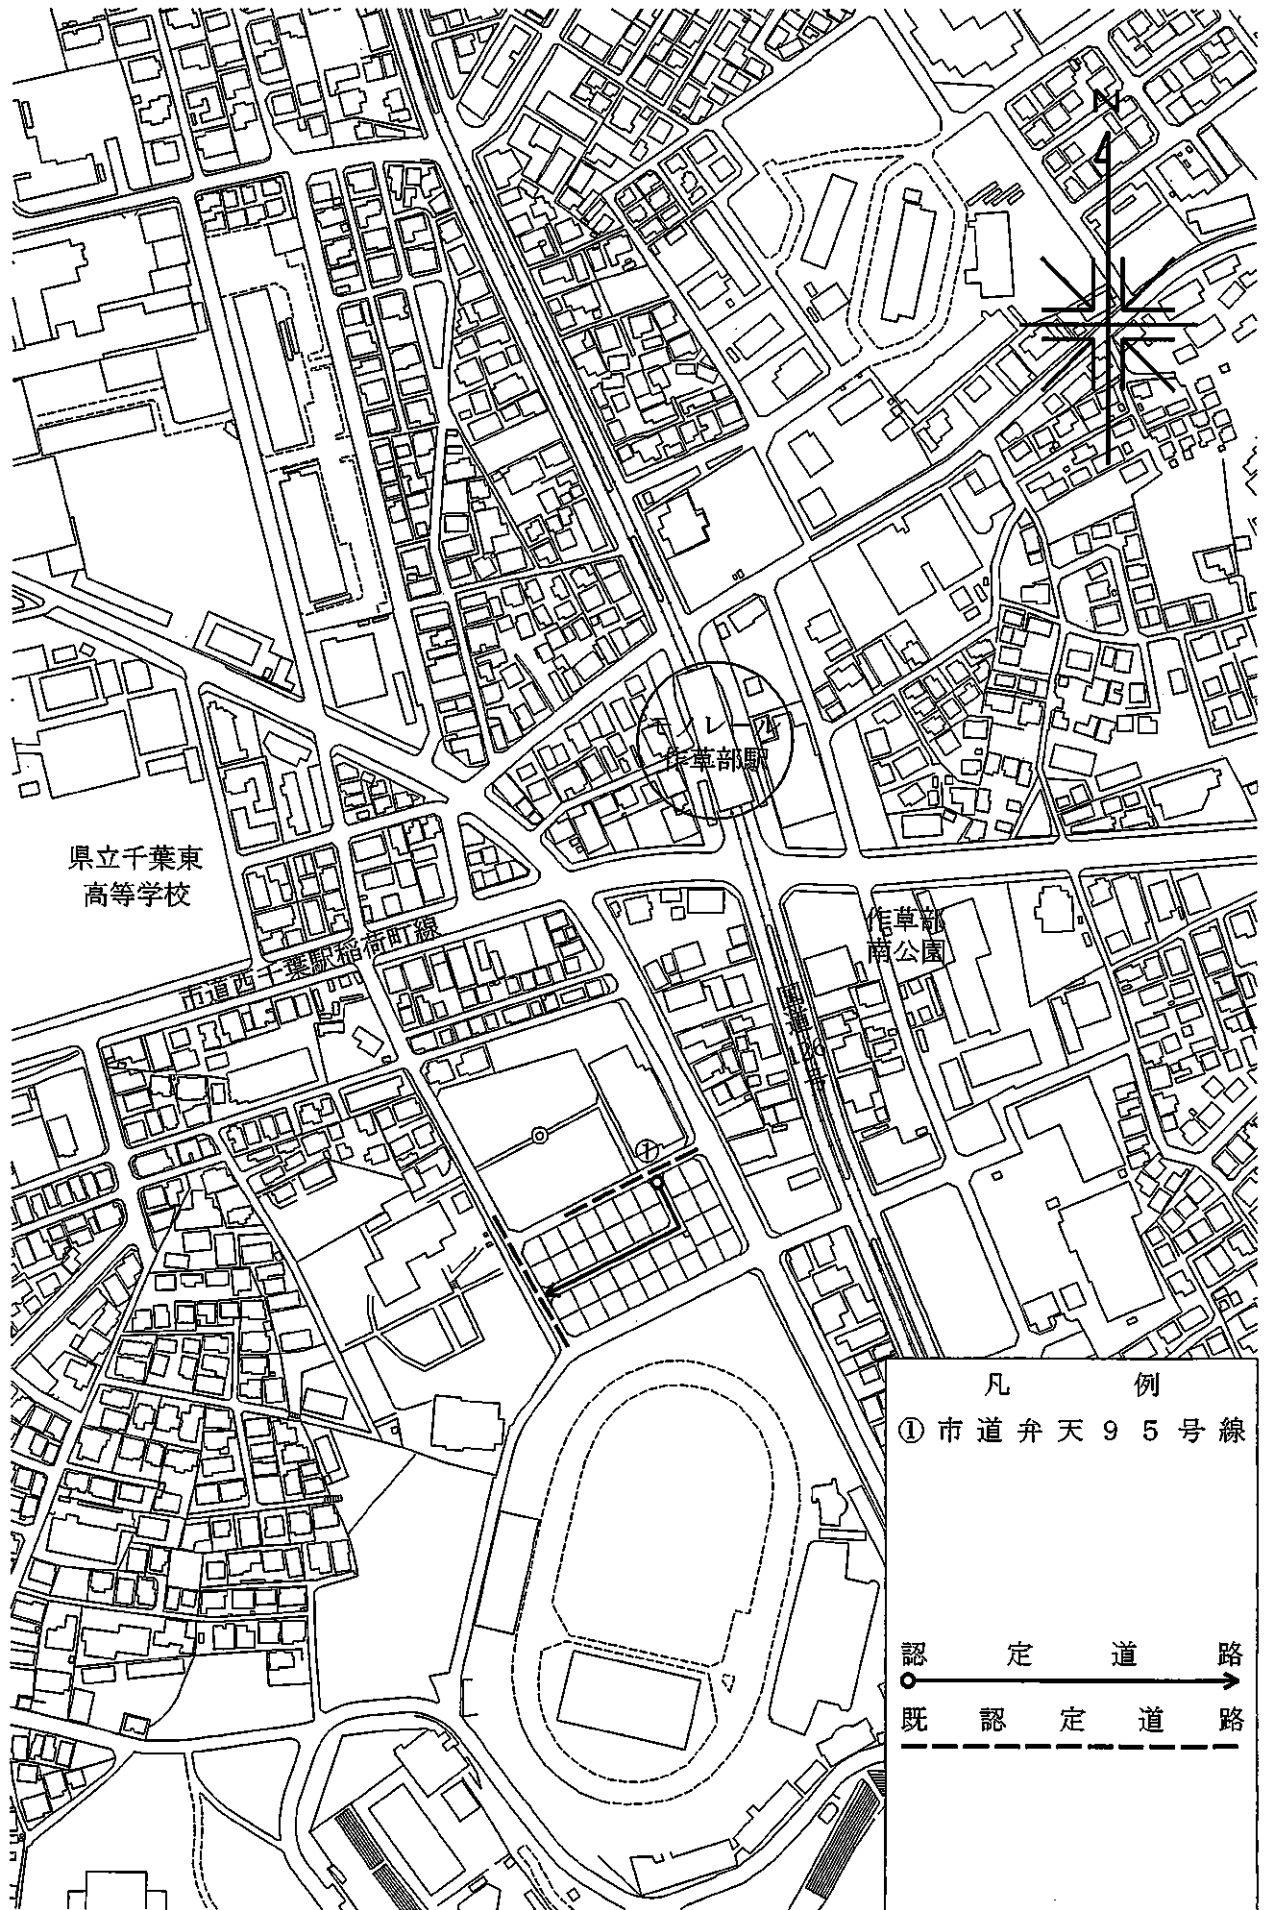 N
モノレール
作草部駅
県立千葉東
高等学校
作草部
南公園
市道西千葉駅稲荷町線
国道126号
①
凡例
①市道弁天95号線
認定道路
既認定道路